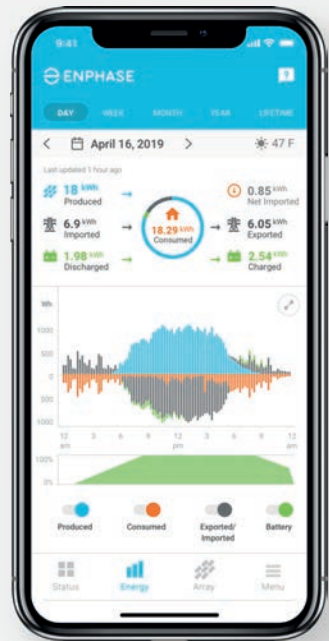 9:41
ENPHASE
DAY WEEK MONTH YEAR LIFETIME
April 16, 2019 47 F
Last updated 1 hour ago
18 kWh
Produced
0.85 kWh
Net Imported
6.9 kWh
Imported
18.29 kWh
Consumed
6.05 kWh
Exported
1.98 kWh
Discharged
2.54 kWh
Charged
Wh
1000
500
0
500
1000
12 am 3 6 9 12 pm 3 6 9 12 am
100%
0%
Produced Consumed Exported/Imported Battery
Status Energy Array Menu